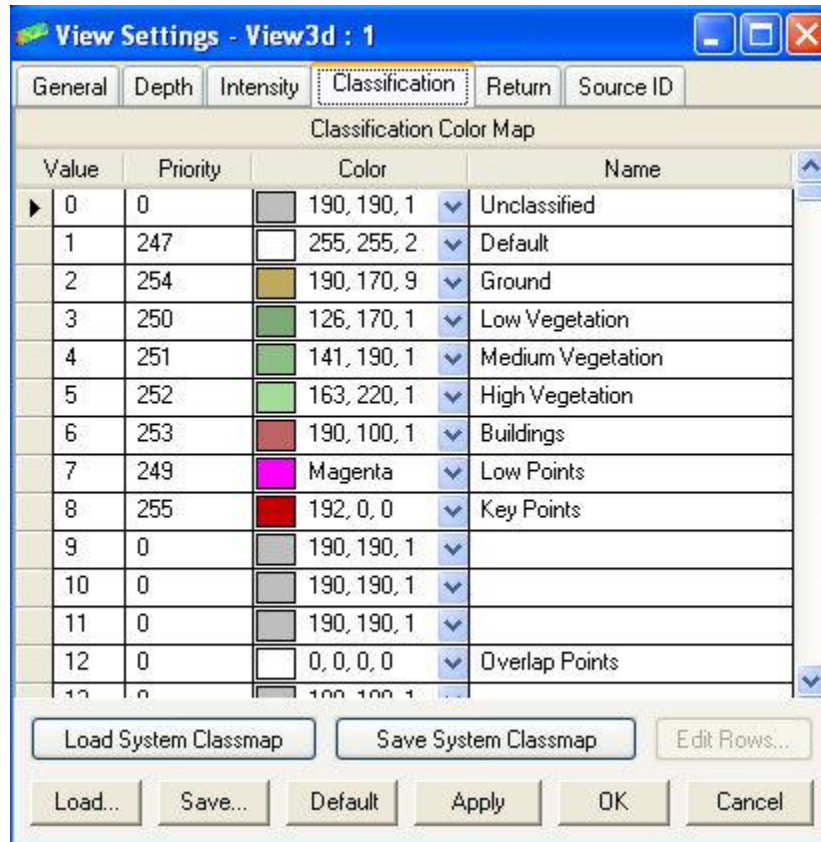 View Settings - View3d : 1
General Depth Intensity Classification Return Source ID
Classification Color Map
Value Priority Color Name
0 0 190, 190, 1 Unclassified
1 247 255, 255, 2 Default
2 254 190, 170, 9 Ground
3 250 126, 170, 1 Low Vegetation
4 251 141, 190, 1 Medium Vegetation
5 252 163, 220, 1 High Vegetation
6 253 190, 100, 1 Buildings
7 249 Magenta Low Points
8 255 192, 0, 0 Key Points
9 0 190, 190, 1
10 0 190, 190, 1
11 0 190, 190, 1
12 0 0, 0, 0, 0 Overlap Points
Load System Classmap Save System Classmap Edit Rows...
Load... Save... Default Apply OK Cancel